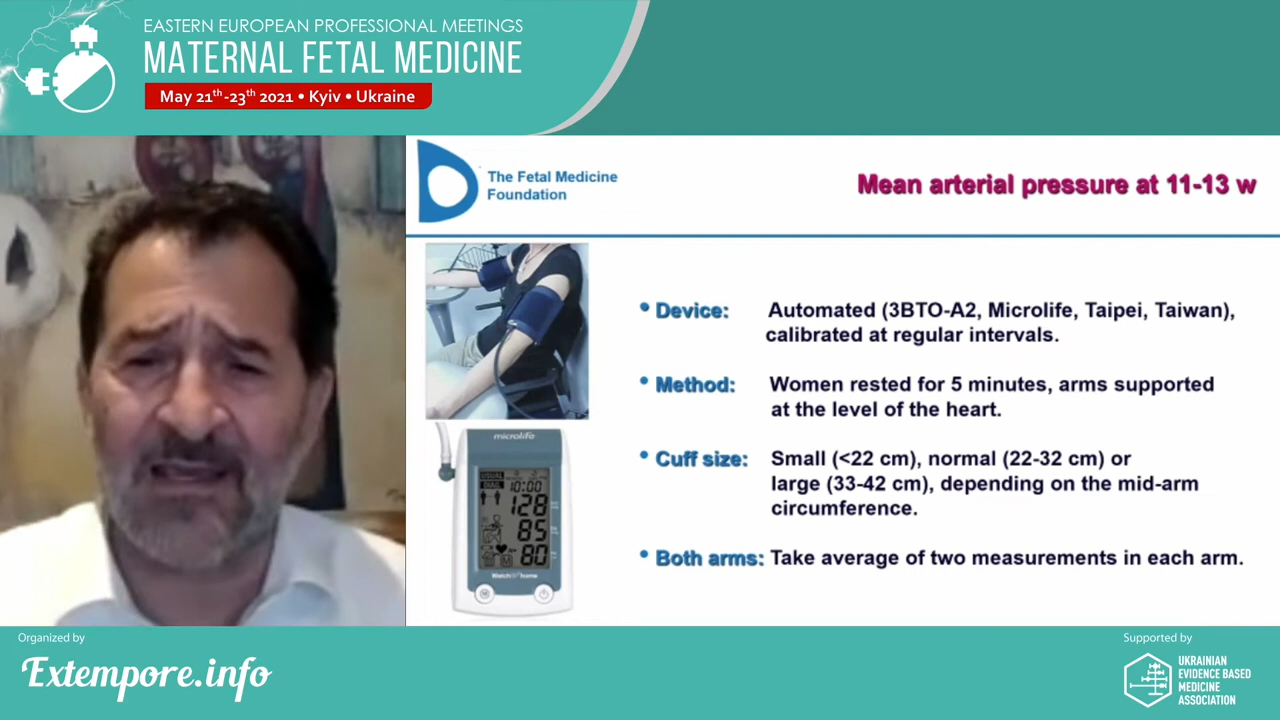 EASTERN EUROPEAN PROFESSIONAL MEETINGS
MATERNAL FETAL MEDICINE
May 21th-23th 2021 • Kyiv • Ukraine
The Fetal Medicine
Foundation
Mean arterial pressure at 11-13 w
• Device: Automated (3BTO-A2, Microlife, Taipei, Taiwan),
calibrated at regular intervals.
• Method: Women rested for 5 minutes, arms supported
at the level of the heart.
• Cuff size: Small (<22 cm), normal (22-32 cm) or
large (33-42 cm), depending on the mid-arm
circumference.
• Both arms: Take average of two measurements in each arm.
microlife
USUAL
DIAG.
10:00
128
85
80
WatchBP home
M
Organized by
Extempore.info
Supported by
UKRAINIAN
EVIDENCE BASED
MEDICINE
ASSOCIATION